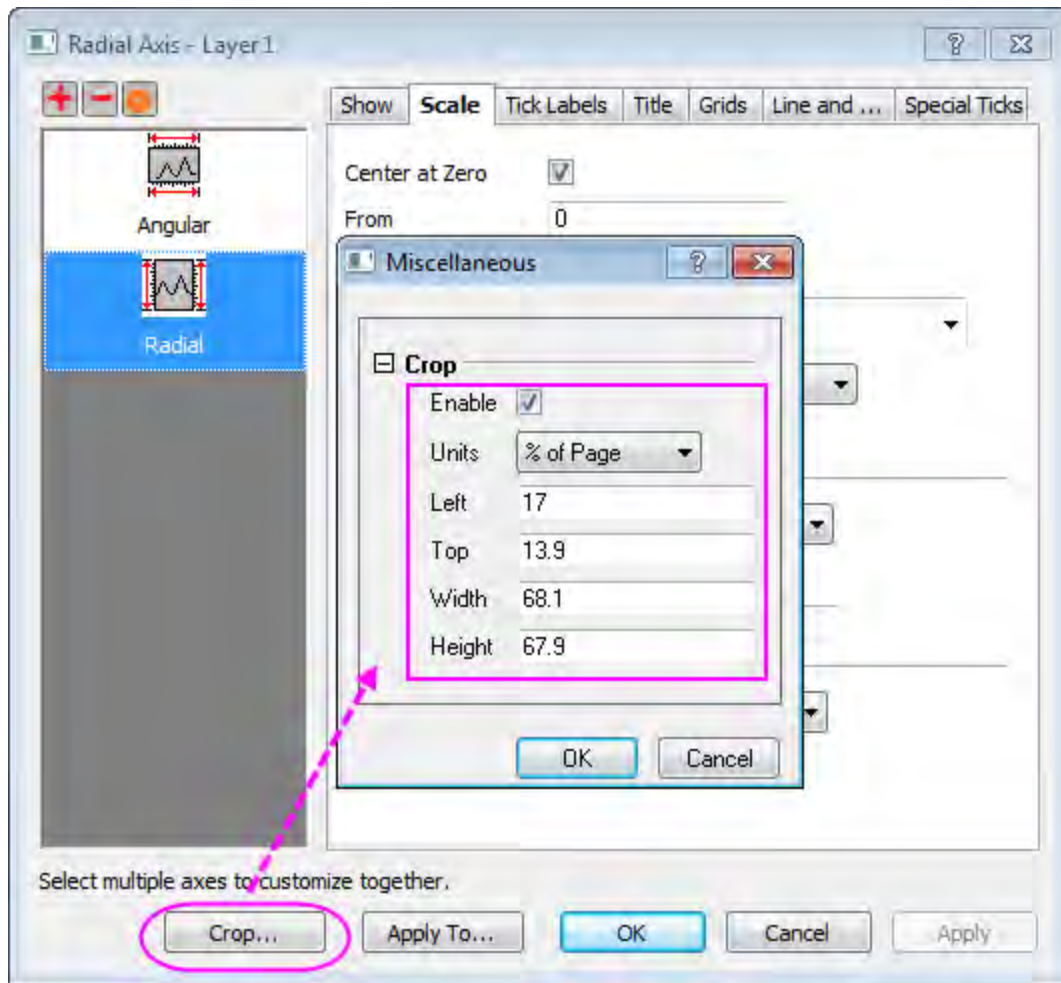 Radial Axis - Layer 1
Show Scale Tick Labels Title Grids Line and ... Special Ticks
Center at Zero
Angular
From 0
Miscellaneous
Radial
Crop
Enable
Units % of Page
Left 17
Top 13.9
Width 68.1
Height 67.9
OK Cancel
Select multiple axes to customize together.
Crop... Apply To... OK Cancel Apply